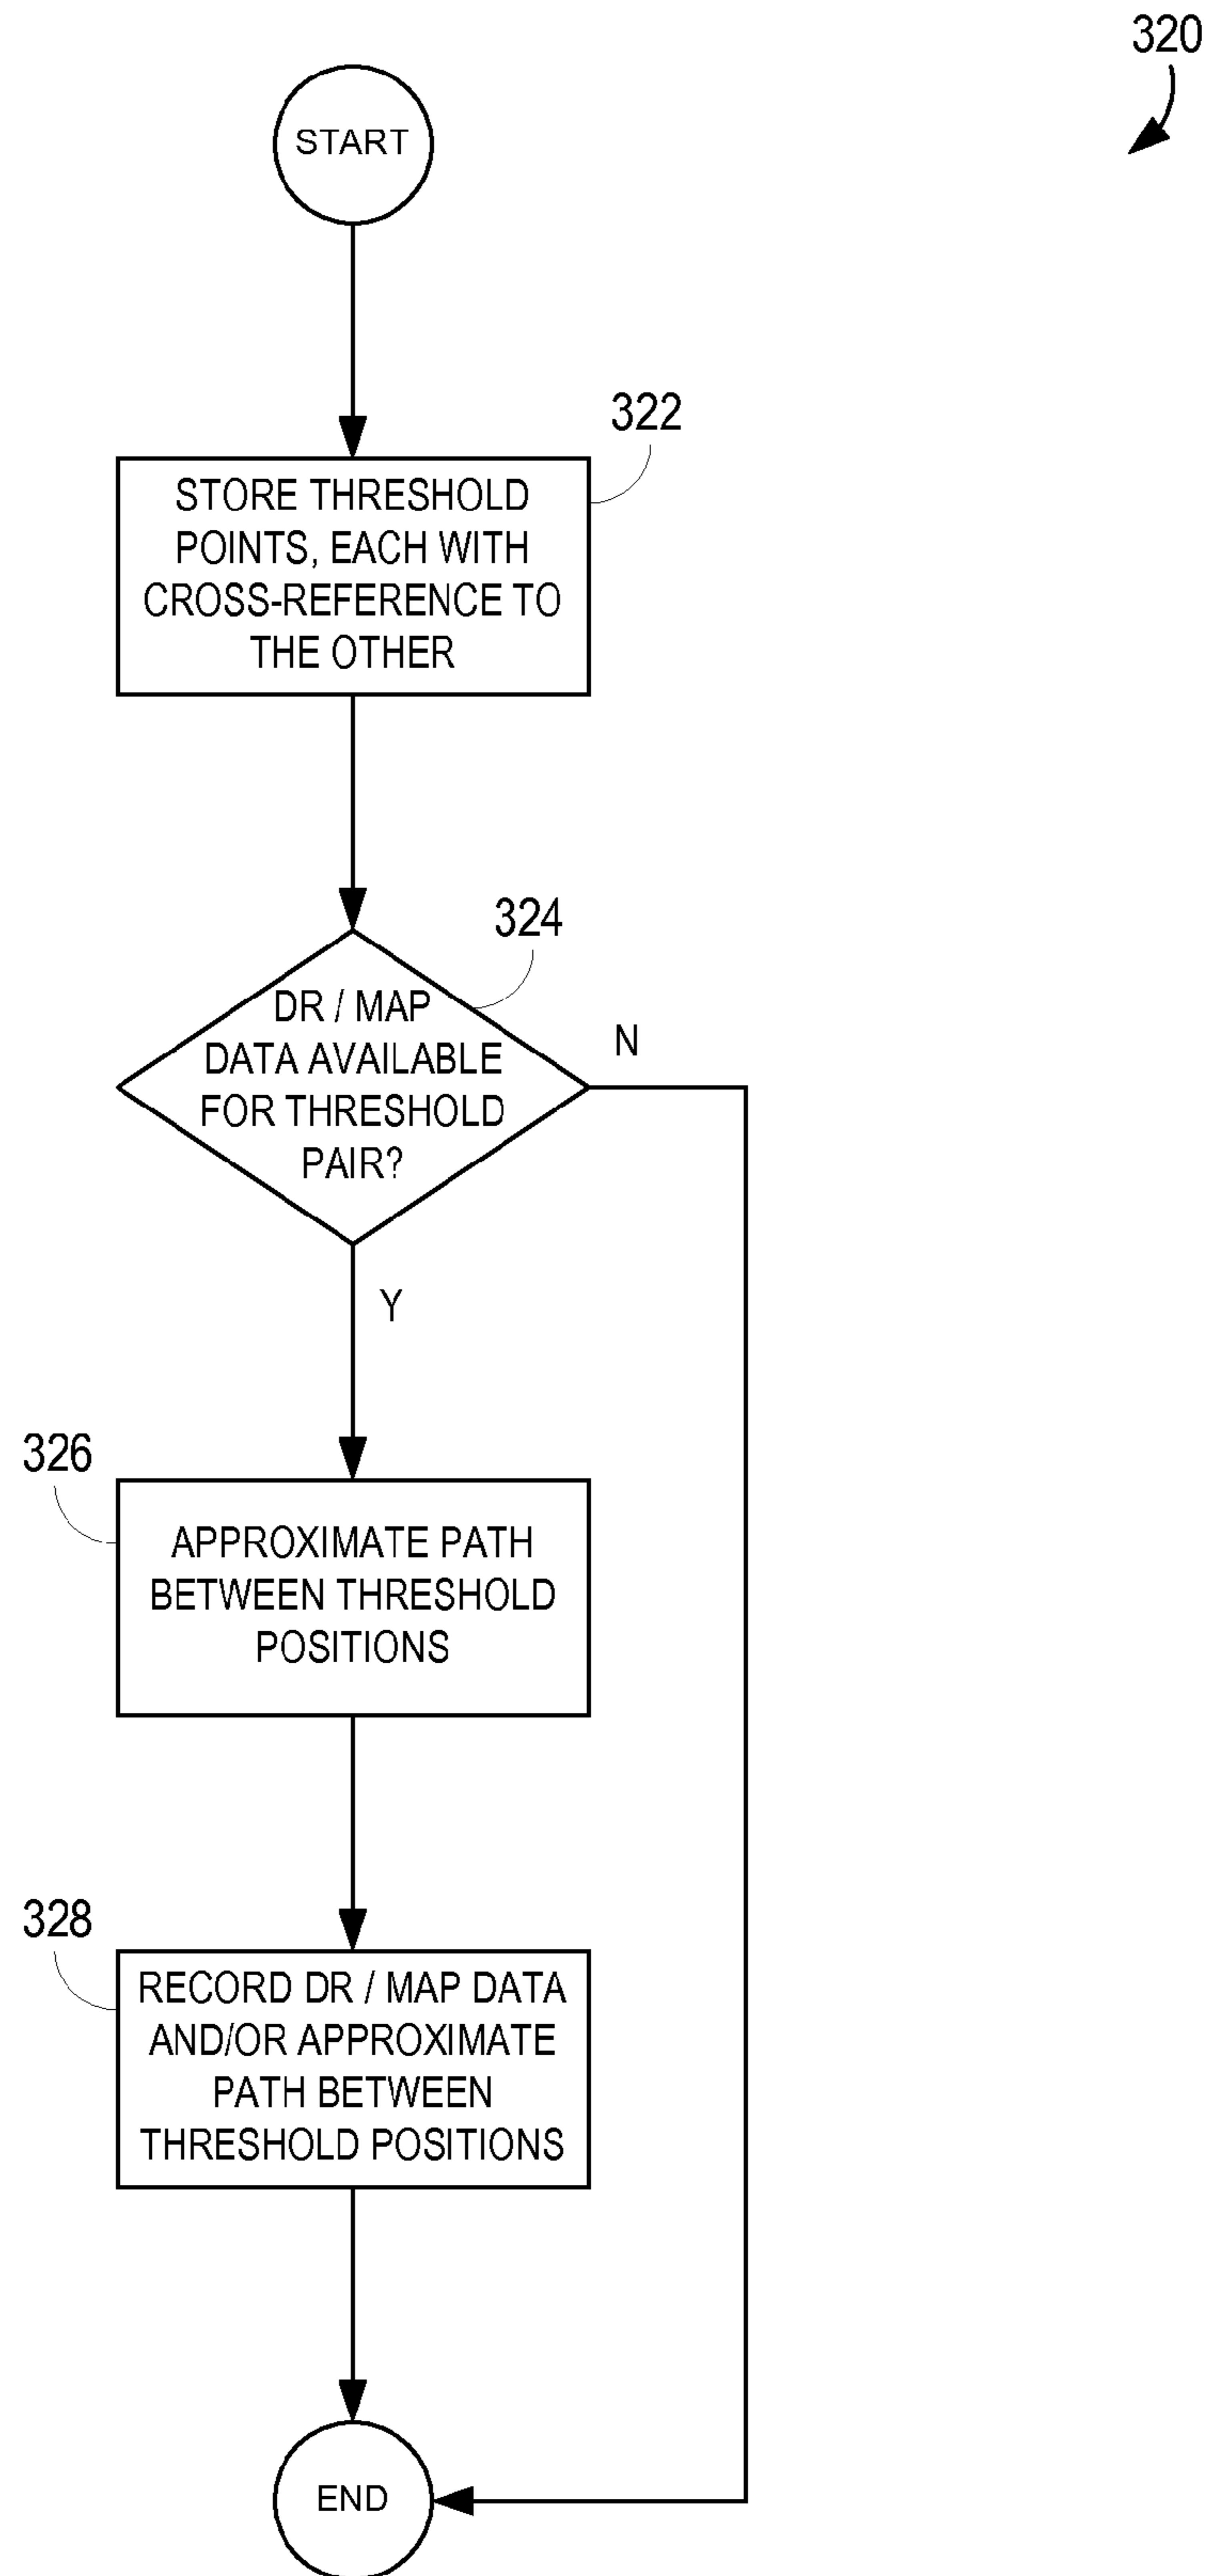 320
START
322
STORE THRESHOLD
POINTS, EACH WITH
CROSS-REFERENCE TO
THE OTHER
324
DR / MAP
DATA AVAILABLE
FOR THRESHOLD
PAIR?
N
Y
326
APPROXIMATE PATH
BETWEEN THRESHOLD
POSITIONS
328
RECORD DR / MAP DATA
AND/OR APPROXIMATE
PATH BETWEEN
THRESHOLD POSITIONS
END